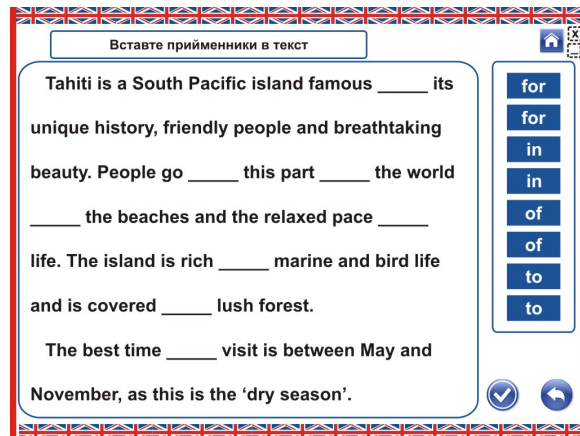 Вставте прийменники в текст
Tahiti is a South Pacific island famous _____ its
unique history, friendly people and breathtaking
beauty. People go _____ this part _____ the world
_____ the beaches and the relaxed pace _____
life. The island is rich _____ marine and bird life
and is covered _____ lush forest.
The best time _____ visit is between May and
November, as this is the ‘dry season’.
for
for
in
in
of
of
to
to
X